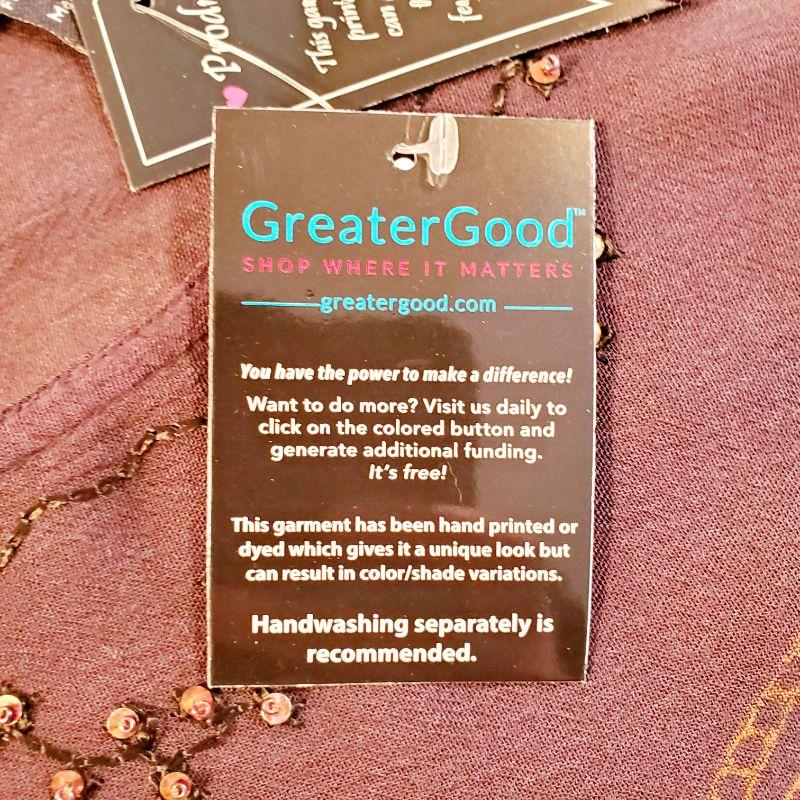 This
can
GreaterGood™
SHOP WHERE IT MATTERS
greatergood.com
You have the power to make a difference!
Want to do more? Visit us daily to
click on the colored button and
generate additional funding.
It's free!
This garment has been hand printed or
dyed which gives it a unique look but
can result in color/shade variations.
Handwashing separately is
recommended.